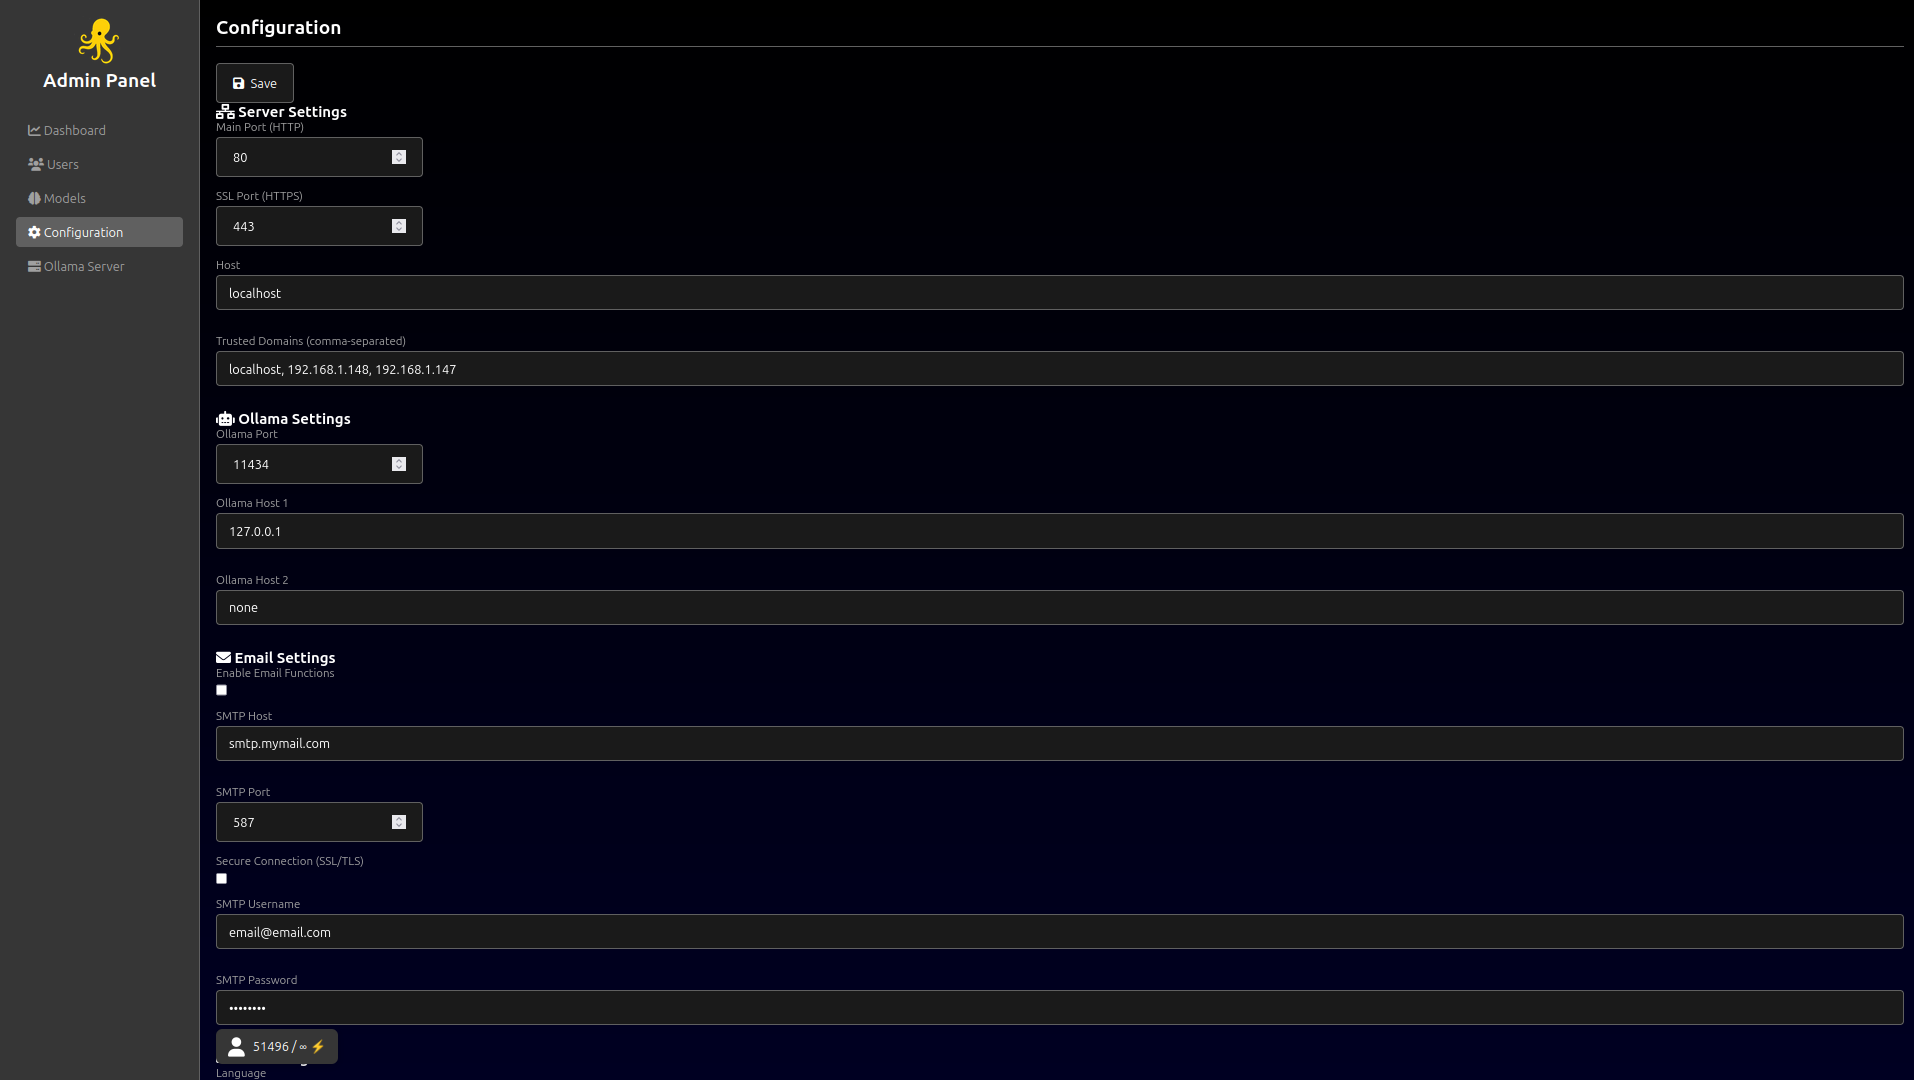 Admin Panel
Dashboard
Users
Models
Configuration
Ollama Server
Configuration
Save
Server Settings
Main Port (HTTP)
80
SSL Port (HTTPS)
443
Host
localhost
Trusted Domains (comma-separated)
localhost, 192.168.1.148, 192.168.1.147
Ollama Settings
Ollama Port
11434
Ollama Host 1
127.0.0.1
Ollama Host 2
none
Email Settings
Enable Email Functions
SMTP Host
smtp.mymail.com
SMTP Port
587
Secure Connection (SSL/TLS)
SMTP Username
email@email.com
SMTP Password
••••••••
51496 / ∞ ⚡
Language